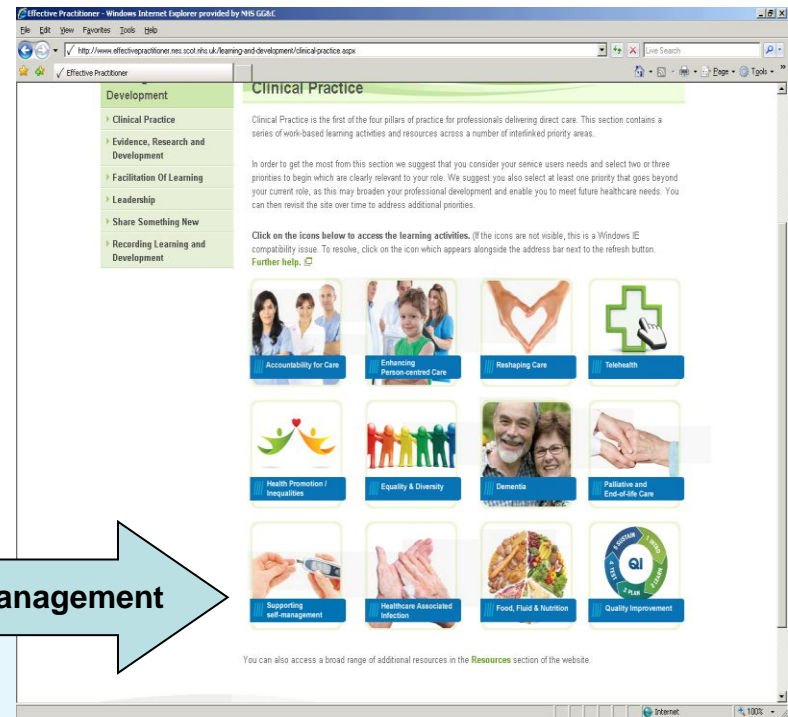 Effective Practitioner - Windows Internet Explorer provided by NHS GG&C
File Edit View Favorites Tools Help
http://www.effectivepractitioner.nes.scot.nhs.uk/learning-and-development/clinical-practice.aspx
Live Search
Effective Practitioner
Page Tools
Development
Clinical Practice
Evidence, Research and
Development
Facilitation Of Learning
Leadership
Share Something New
Recording Learning and
Development
Clinical Practice
Clinical Practice is the first of the four pillars of practice for professionals delivering direct care. This section contains a
series of work-based learning activities and resources across a number of interlinked priority areas.
In order to get the most from this section we suggest that you consider your service users needs and select two or three
priorities to begin which are clearly relevant to your role. We suggest you also select at least one priority that goes beyond
your current role, as this may broaden your professional development and enable you to meet future healthcare needs. You
can then revisit the site over time to address additional priorities.
Click on the icons below to access the learning activities. (If the icons are not visible, this is a Windows IE
compatibility issue. To resolve, click on the icon which appears alongside the address bar next to the refresh button.
Further help.
Accountability for Care
Enhancing
Person-centred Care
Reshaping Care
Telehealth
Health Promotion /
Inequalities
Equality & Diversity
Dementia
Palliative and
End-of-life Care
anagement
Supporting
self-management
Healthcare Associated
Infection
Food, Fluid & Nutrition
QI
Quality Improvement
You can also access a broad range of additional resources in the Resources section of the website.
Internet
100%